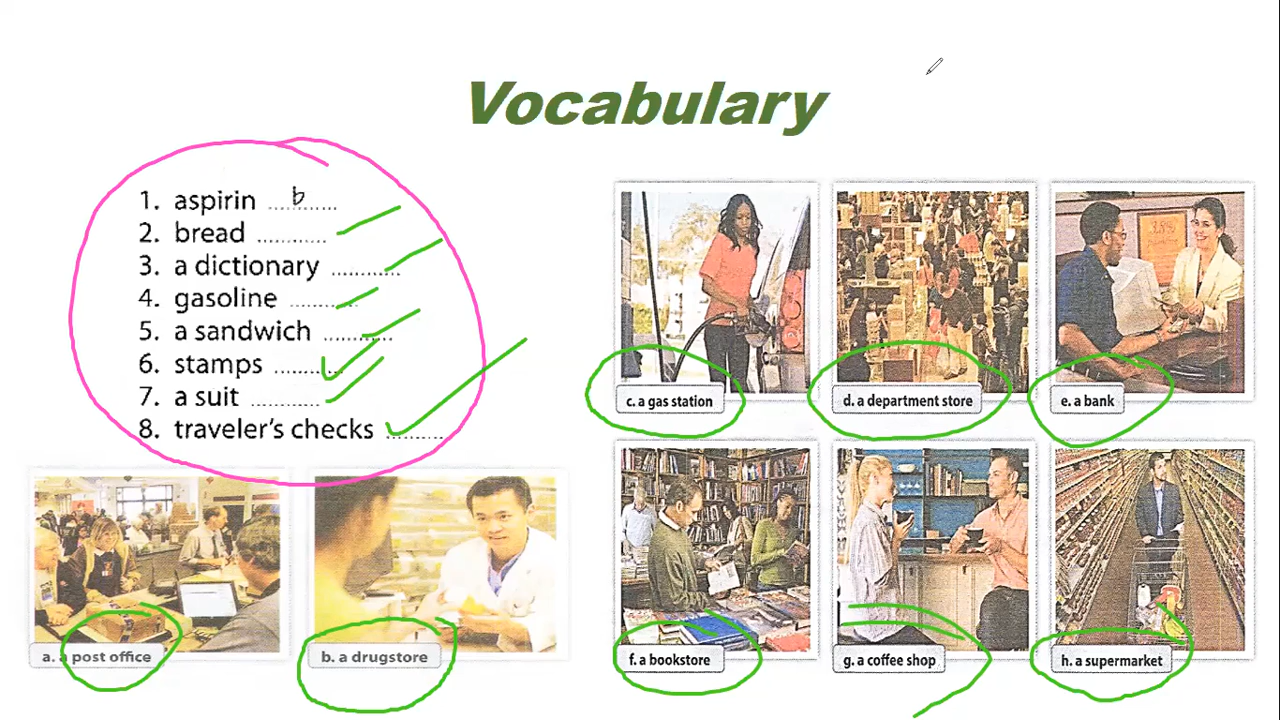 Vocabulary
1. aspirin ....b.......
2. bread ............
3. a dictionary ............
4. gasoline ............
5. a sandwich ............
6. stamps ............
7. a suit ............
8. traveler's checks ..........
c. a gas station
d. a department store
e. a bank
a. a post office
b. a drugstore
f. a bookstore
g. a coffee shop
h. a supermarket